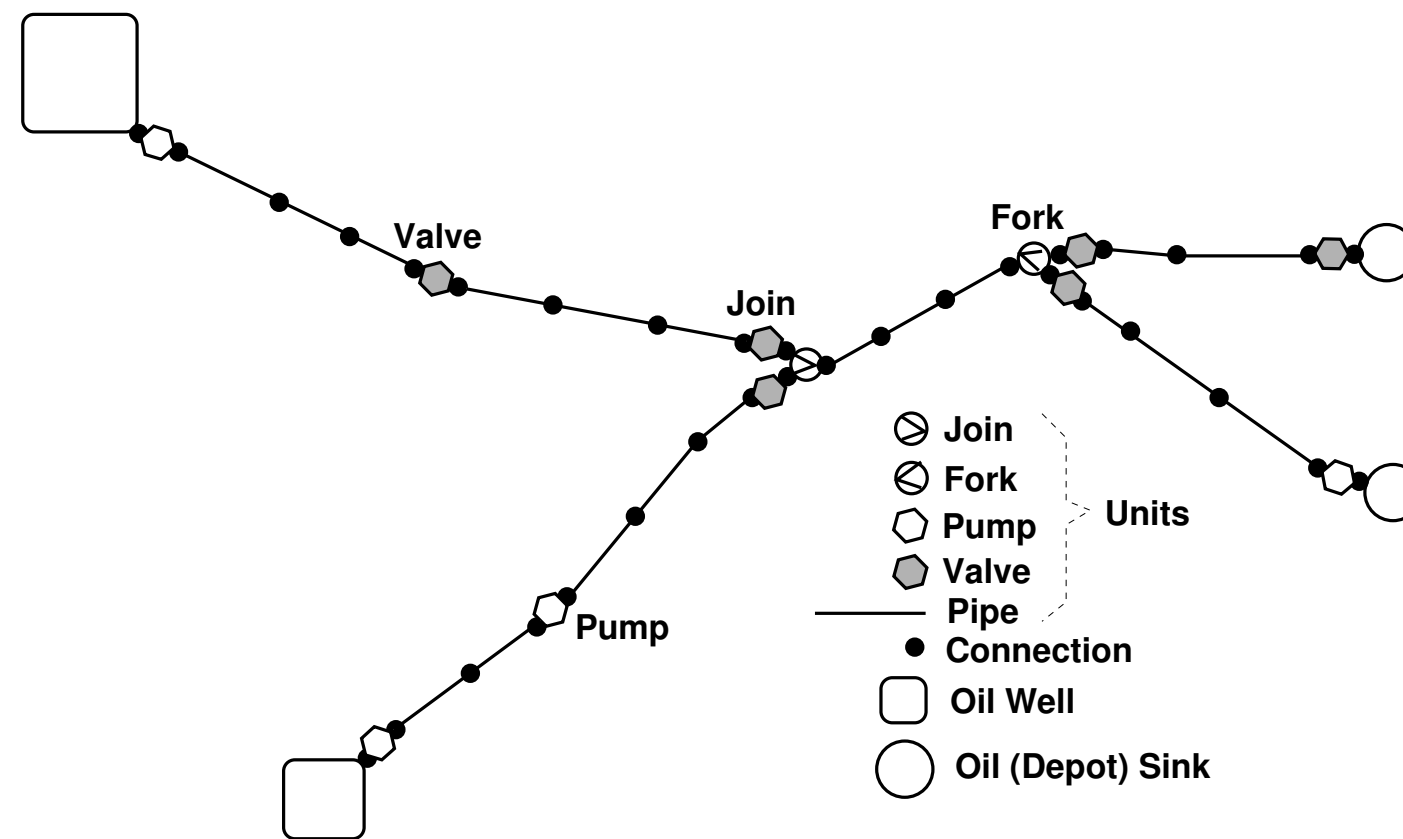 Fork
Valve
Join
Join
Fork
Units
Pump
Valve
Pipe
Pump
Connection
Oil Well
Oil (Depot) Sink